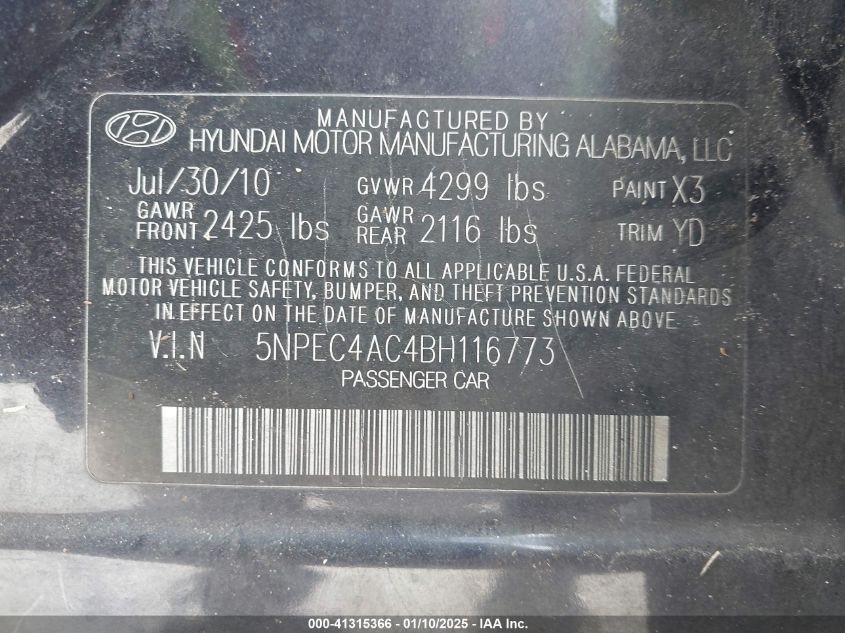 MANUFACTURED BY
HYUNDAI MOTOR MANUFACTURING ALABAMA, LLC
Jul/30/10 GVWR 4299 lbs PAINT X3
GAWR FRONT 2425 lbs GAWR REAR 2116 lbs TRIM YD
THIS VEHICLE CONFORMS TO ALL APPLICABLE U.S.A. FEDERAL
MOTOR VEHICLE SAFETY, BUMPER, AND THEFT PREVENTION STANDARDS
IN EFFECT ON THE DATE OF MANUFACTURE SHOWN ABOVE.
V.I.N 5NPEC4AC4BH116773
PASSENGER CAR
000-41315366 - 01/10/2025 - IAA Inc.